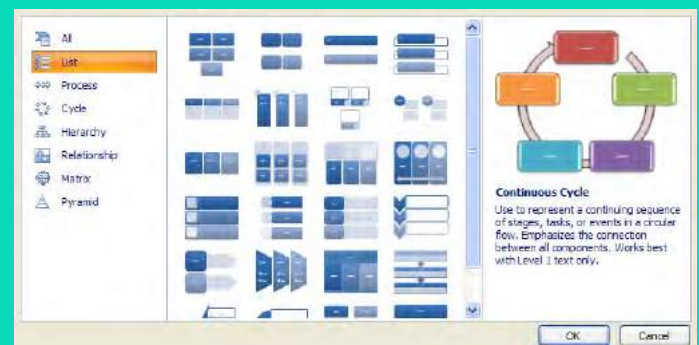 All
List
Process
Cycle
Hierarchy
Relationship
Matrix
Pyramid
Continuous Cycle
Use to represent a continuing sequence
of stages, tasks, or events in a circular
flow. Emphasizes the connection
between all components. Works best
with Level 1 text only.
OK
Cancel